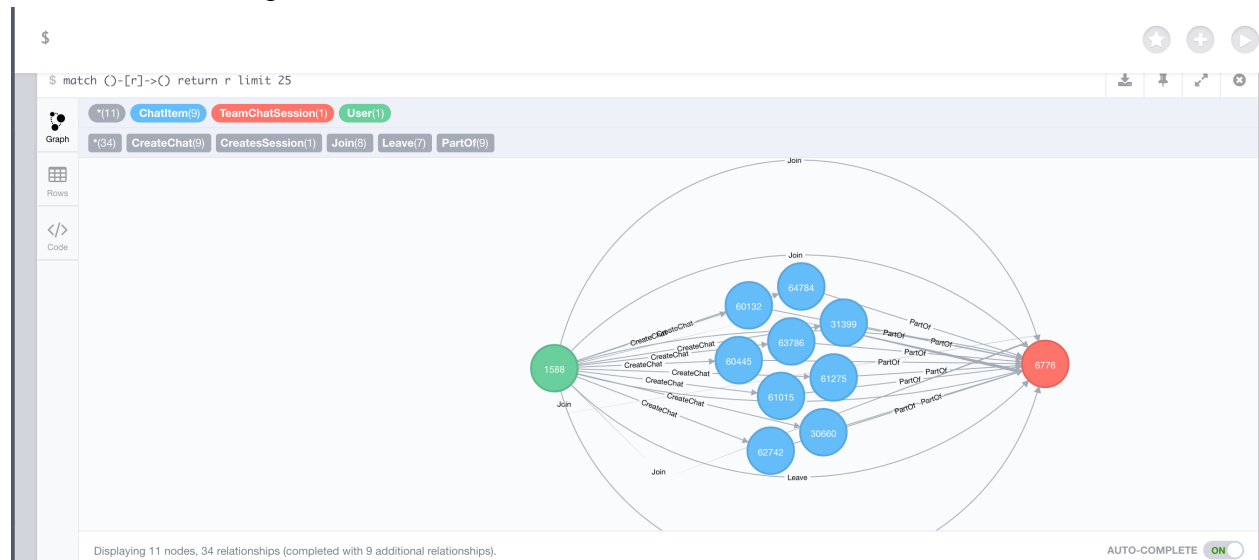 $
$ match ()-[r]->() return r limit 25
*(11) ChatItem(9) TeamChatSession(1) User(1)
*(34) CreateChat(9) CreatesSession(1) Join(8) Leave(7) PartOf(9)
Graph
Rows
</>
Code
Join
Join
64784
60132
31399
PartOf
CreateChat
CreateChat
PartOf
63786
PartOf
CreateChat
CreateChat
60445
PartOf
1588
CreateChat
6776
CreateChat
61275
PartOf
CreateChat
61015
PartOf
Join
CreateChat
PartOf
30660
62742
Join
Leave
Displaying 11 nodes, 34 relationships (completed with 9 additional relationships).
AUTO-COMPLETE ON